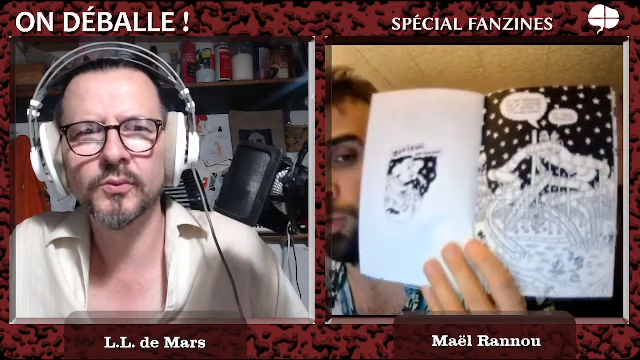 ON DÉBALLE !
SPÉCIAL FANZINES
L.L. de Mars
Maël Rannou